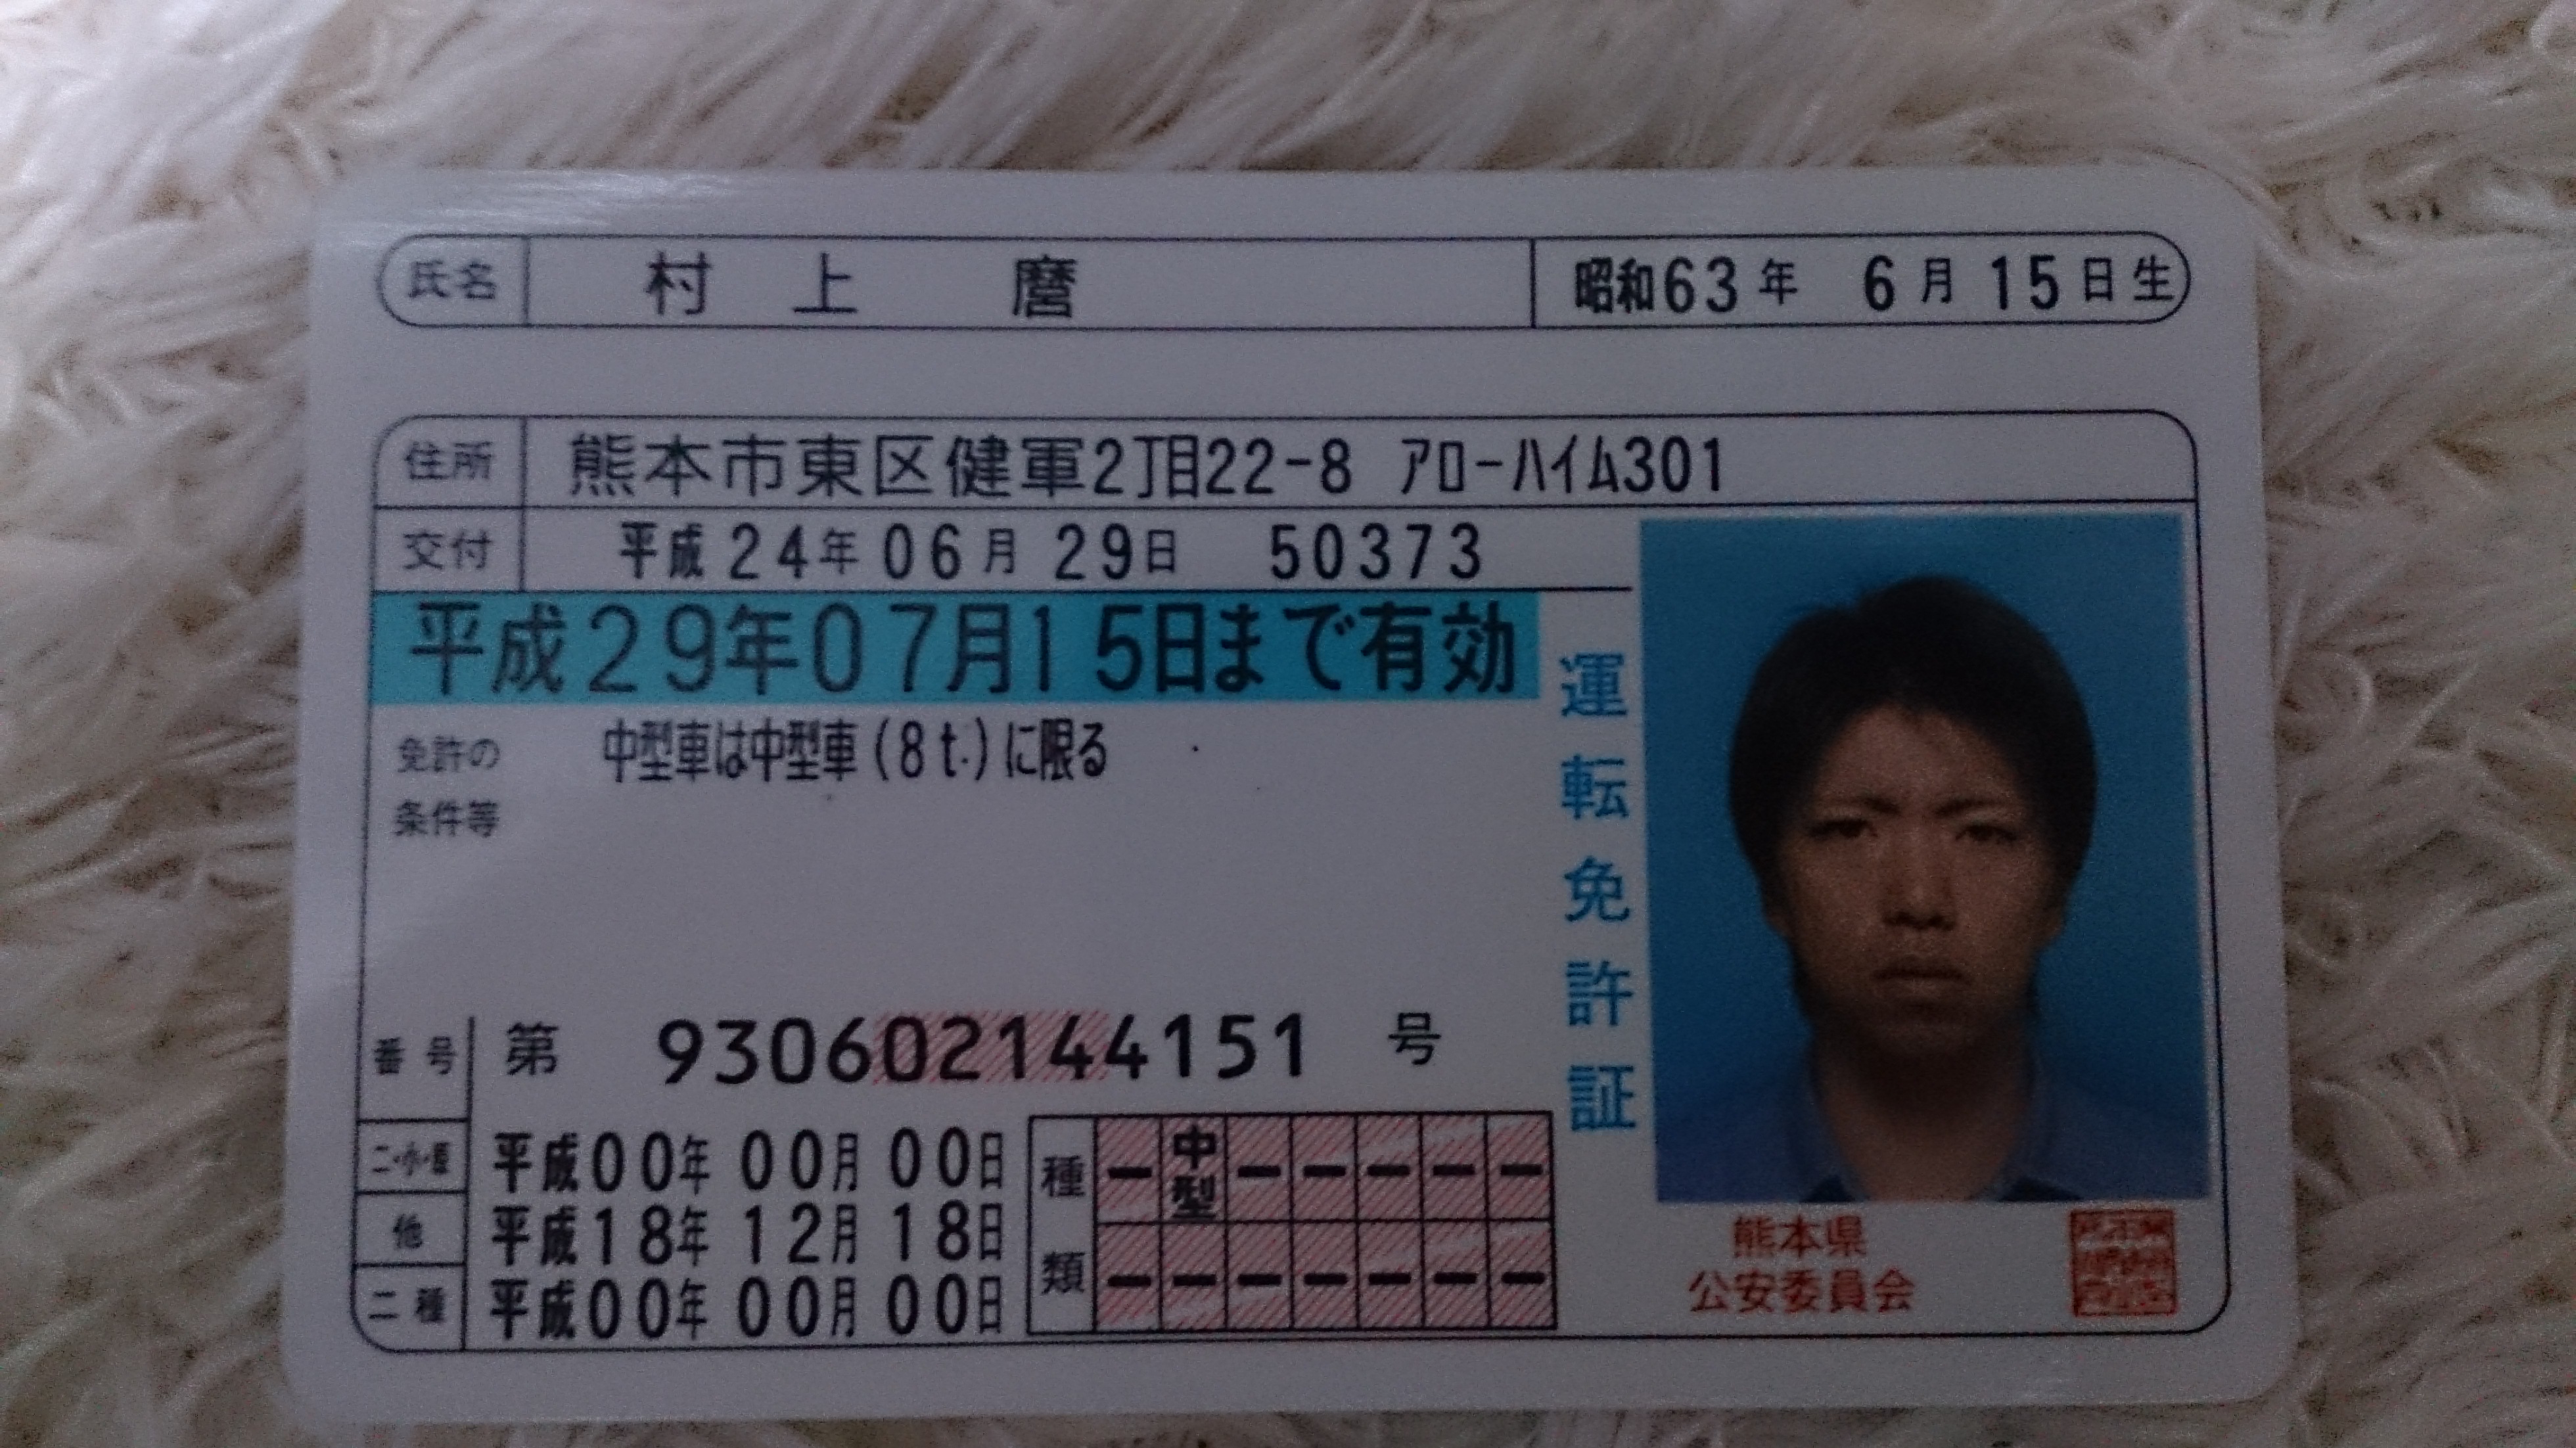 氏名 村上 麿 昭和63年 6月15日生
住所 熊本市東区健軍2丁目22-8 ｱﾛｰﾊｲﾑ301
交付 平成24年06月29日 50373
平成29年07月15日まで有効
免許の 中型車は中型車(8t)に限る
条件等
運転免許証
番号 第 930602144151 号
二・小・原 平成00年00月00日
他 平成18年12月18日
二種 平成00年00月00日
種類 ー 中型 ー ー ー ー ー
ー ー ー ー ー ー ー
熊本県
公安委員会